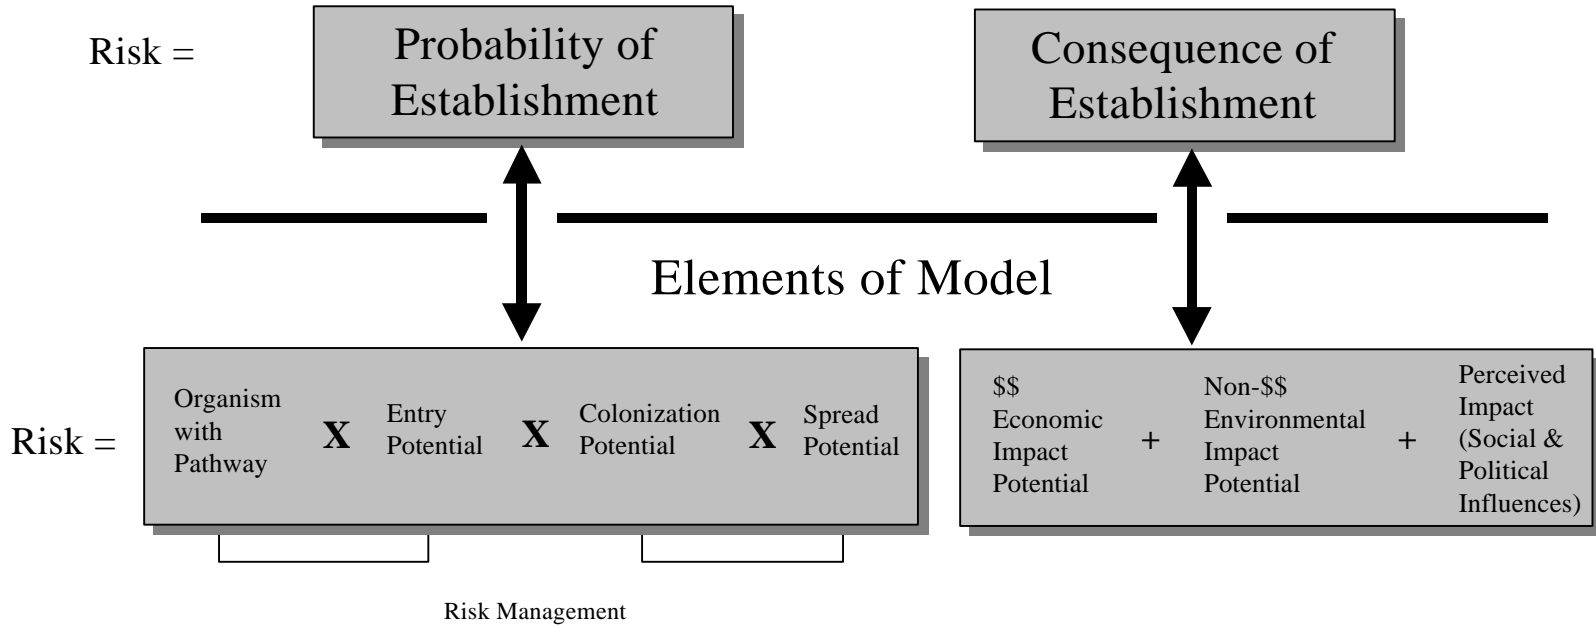 Risk =
Probability of
Establishment
Consequence of
Establishment
Elements of Model
Risk =
Organism
with
Pathway
X
Entry
Potential
X
Colonization
Potential
X
Spread
Potential
$$
Economic
Impact
Potential
+
Non-$$
Environmental
Impact
Potential
+
Perceived
Impact
(Social &
Political
Influences)
Risk Management